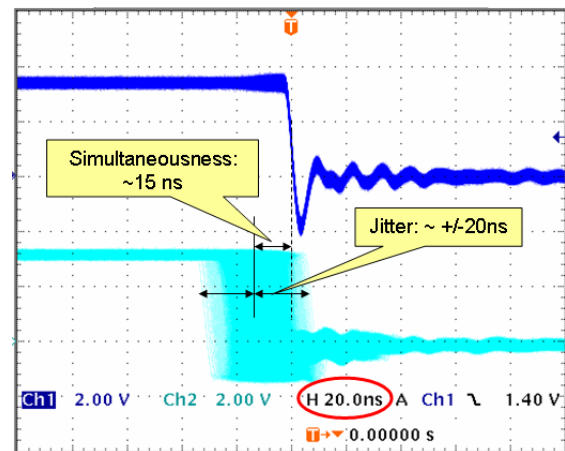 T
Simultaneousness:
~15 ns
Jitter: ~ +/-20ns
Ch1 2.00 V Ch2 2.00 V H 20.0ns A Ch1 1.40 V
T 0.00000 s